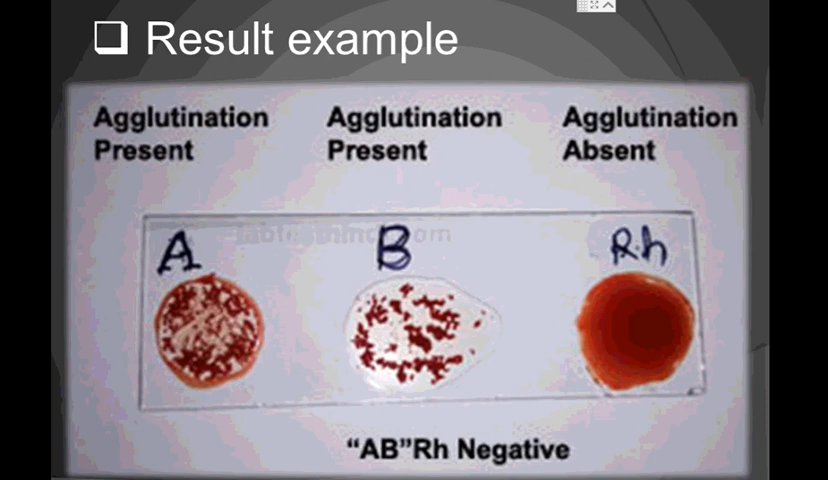 Result example
Agglutination Present
Agglutination Present
Agglutination Absent
A
B
Rh
"AB"Rh Negative